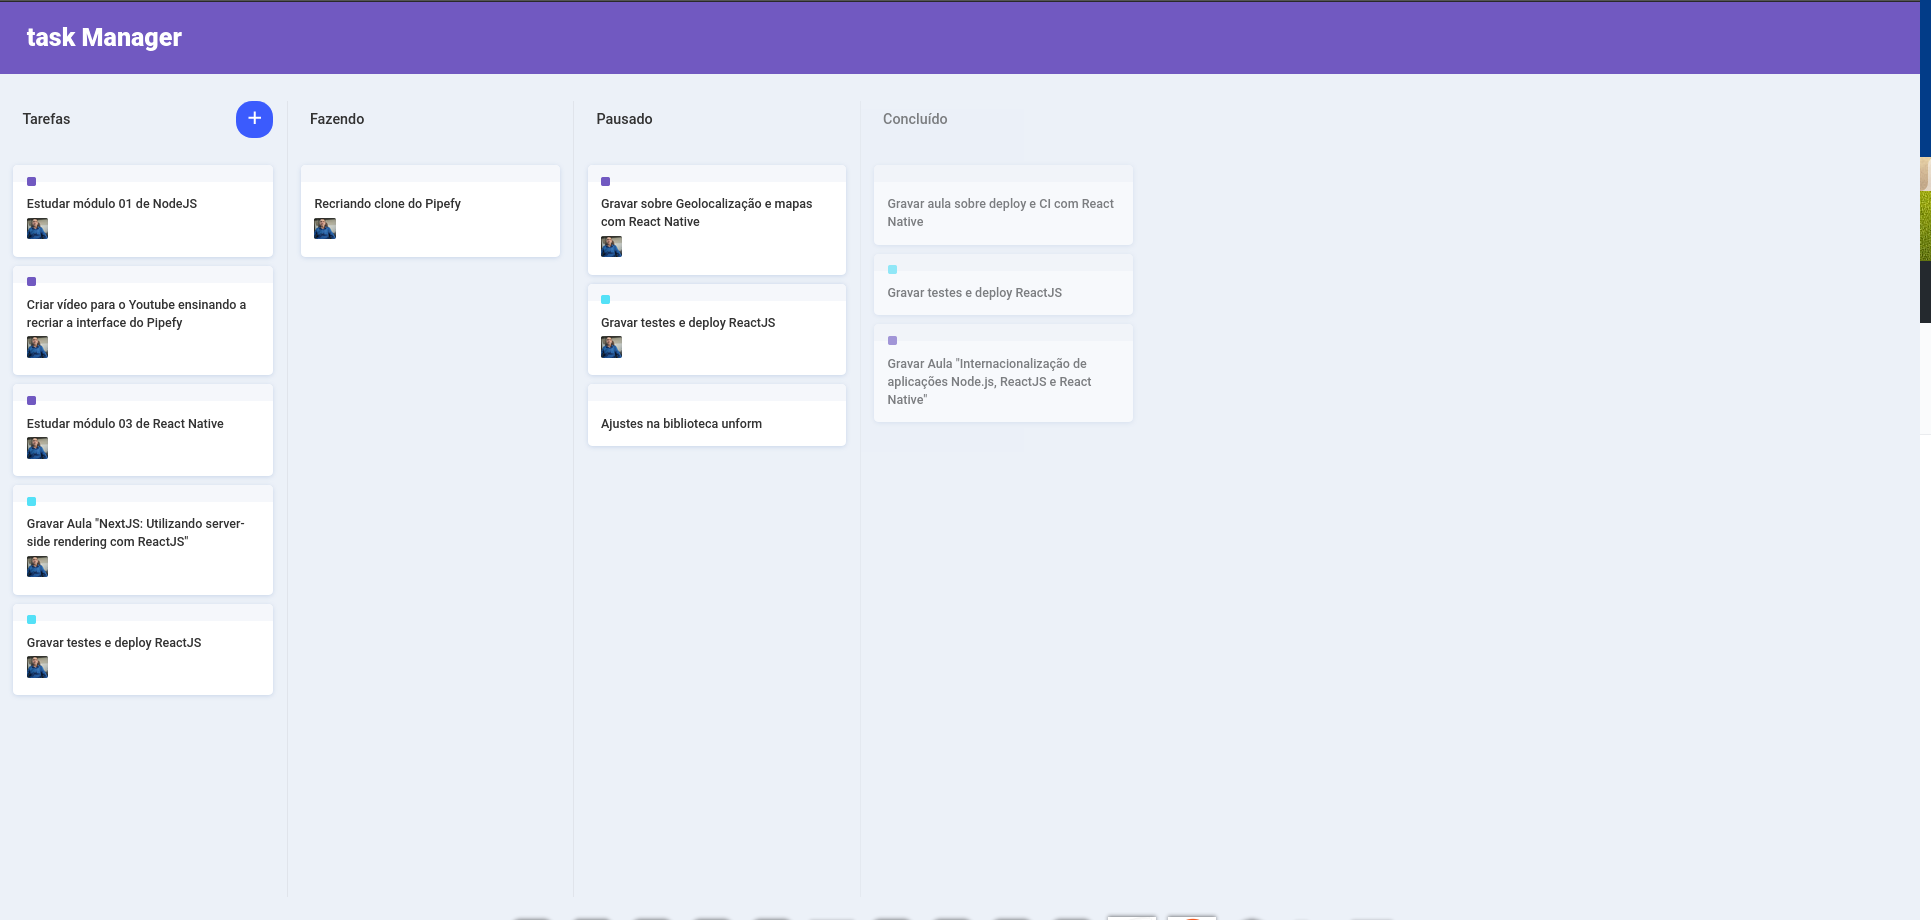 task Manager
Tarefas
+
Estudar módulo 01 de NodeJS
Criar vídeo para o Youtube ensinando a
recriar a interface do Pipefy
Estudar módulo 03 de React Native
Gravar Aula "NextJS: Utilizando server-
side rendering com ReactJS"
Gravar testes e deploy ReactJS
Fazendo
Recriando clone do Pipefy
Pausado
Gravar sobre Geolocalização e mapas
com React Native
Gravar testes e deploy ReactJS
Ajustes na biblioteca unform
Concluído
Gravar aula sobre deploy e CI com React
Native
Gravar testes e deploy ReactJS
Gravar Aula "Internacionalização de
aplicações Node.js, ReactJS e React
Native"